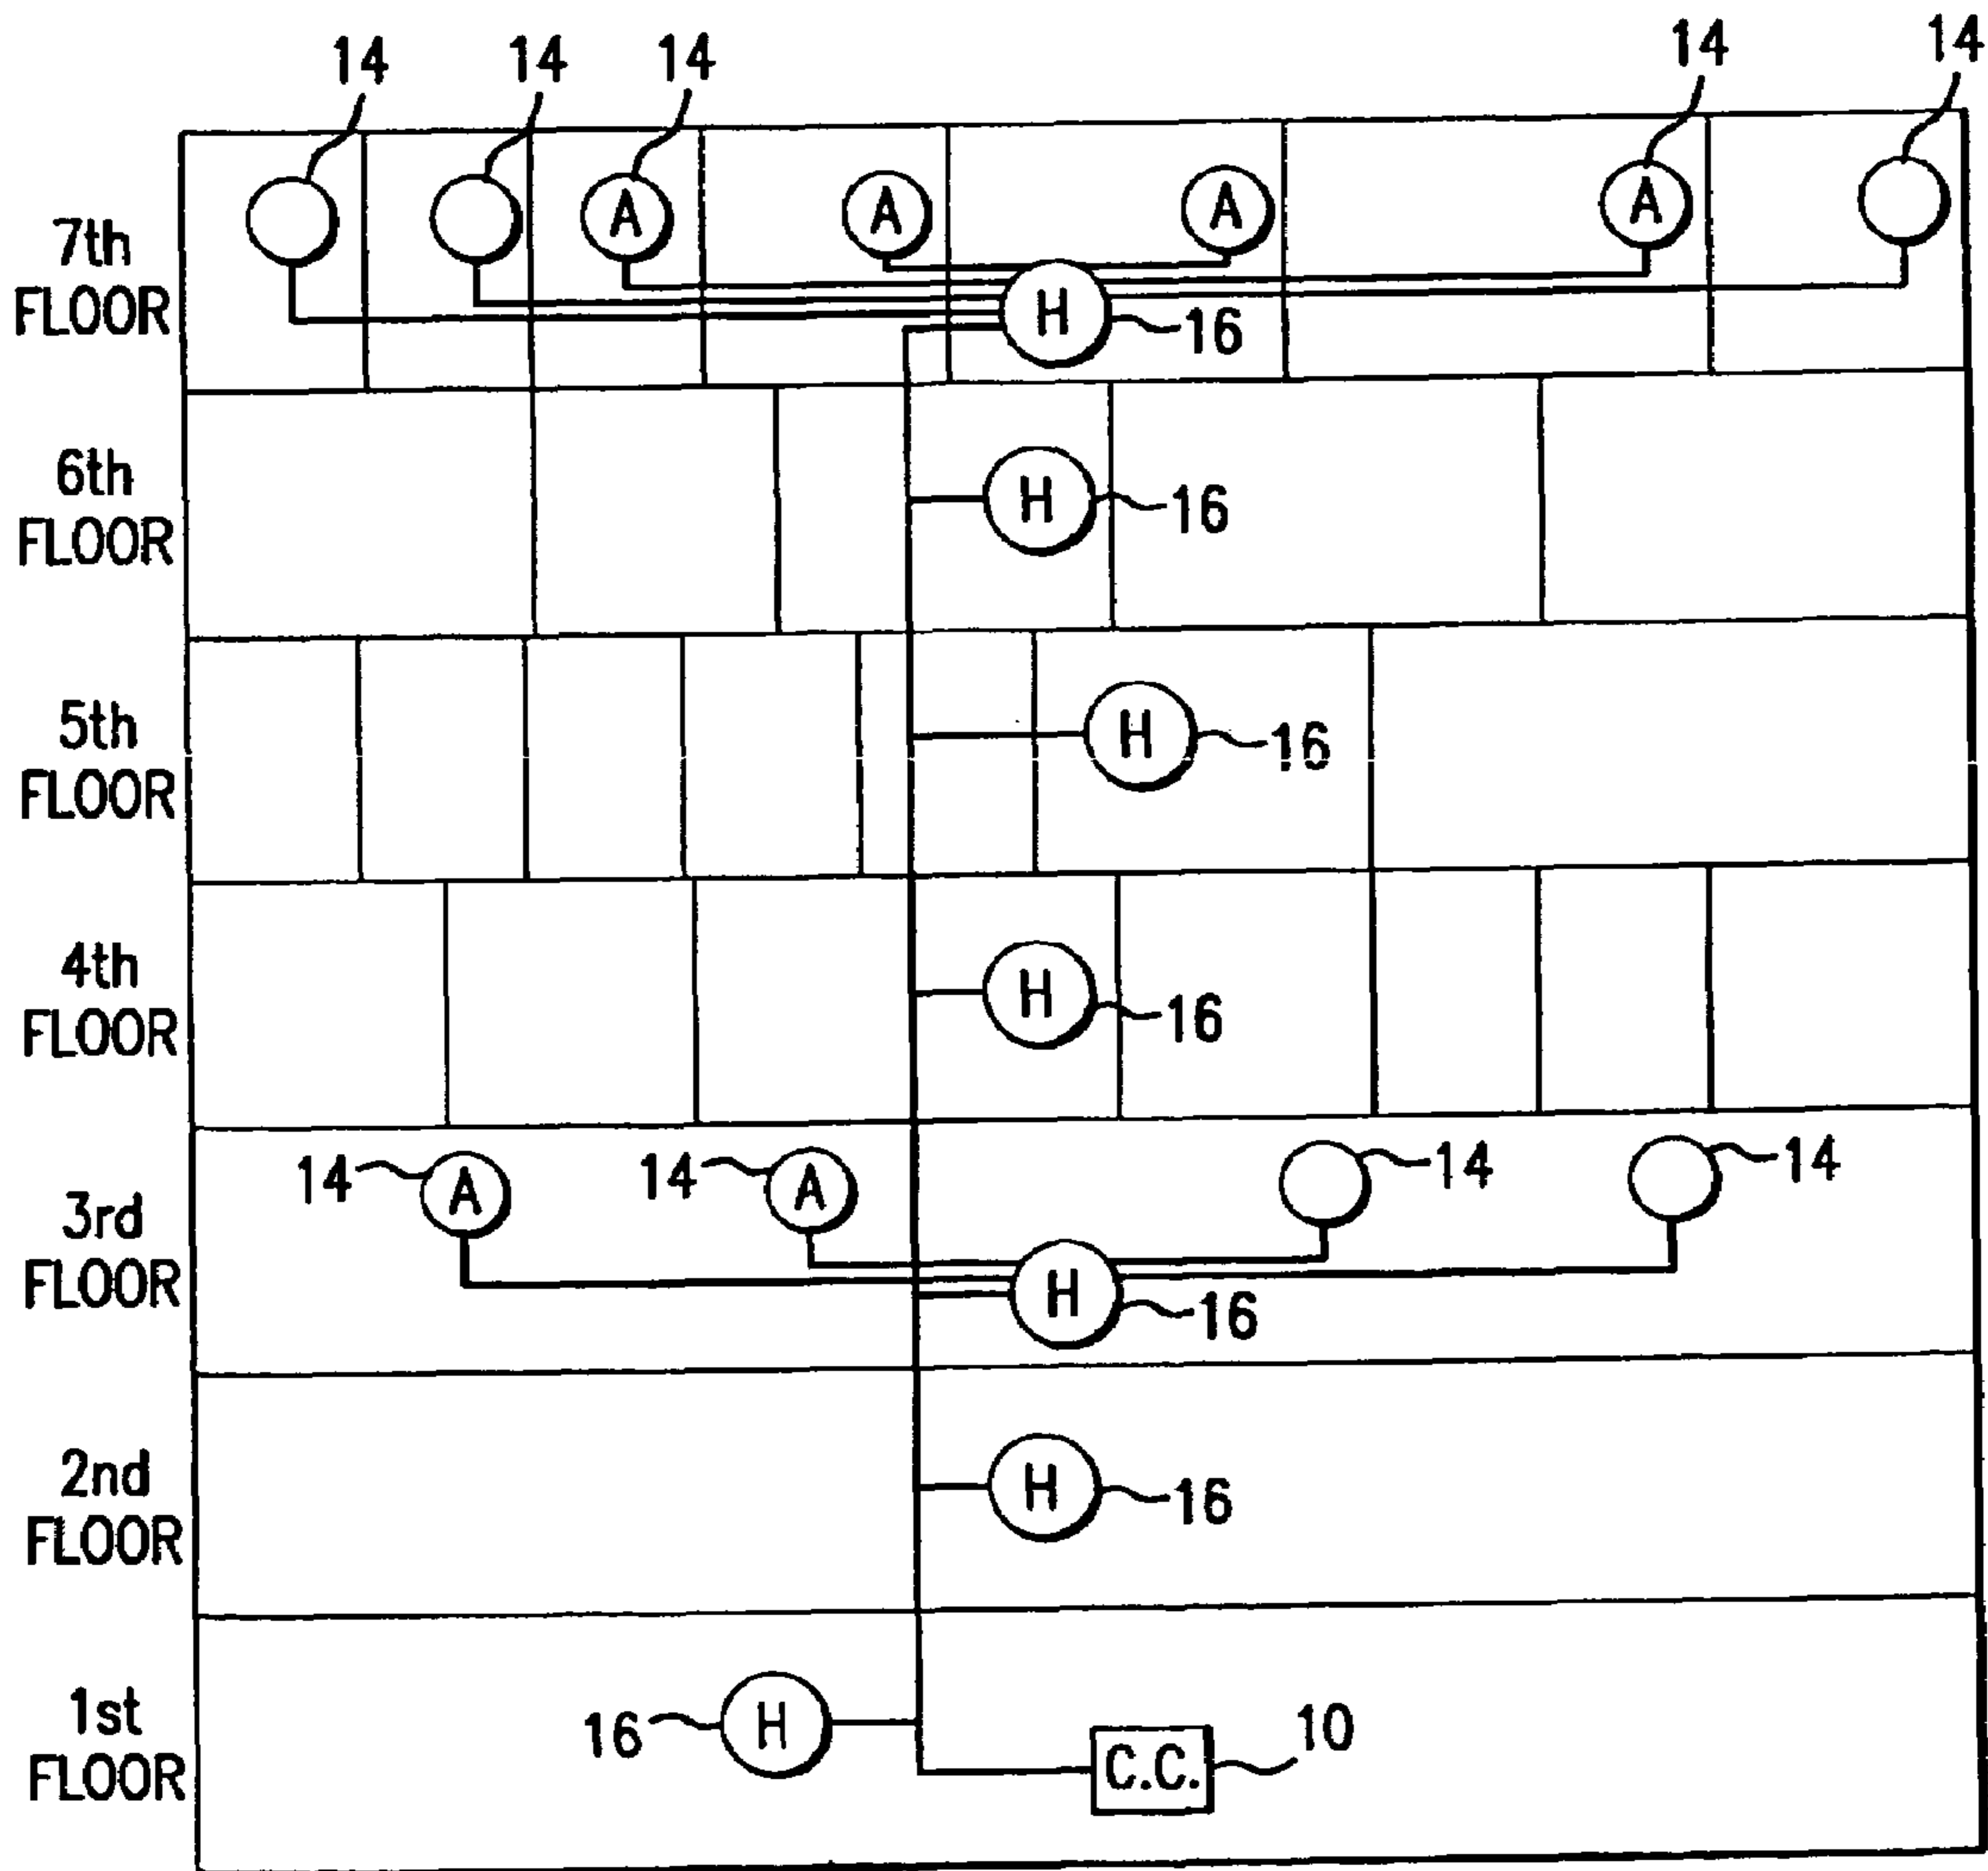 14 14 14 14 14
7th FLOOR
A A A A
H 16
6th FLOOR
H 16
5th FLOOR
H 16
4th FLOOR
H 16
3rd FLOOR
14 A 14 A 14 14
H 16
2nd FLOOR
H 16
1st FLOOR
16 H C.C. 10